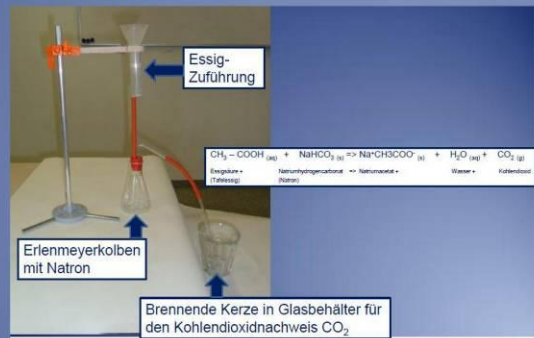 Essig-
Zuführung
CH₃ – COOH (aq) + NaHCO₃ (s) => Na⁺CH3COO⁻ (s) + H₂O (aq) + CO₂ (g)
Essigsäure + Natriumhydrogencarbonat => Natriumacetat + Wasser + Kohlendioxid
(Tafelessig) (Natron)
Erlenmeyerkolben
mit Natron
Brennende Kerze in Glasbehälter für
den Kohlendioxidnachweis CO₂